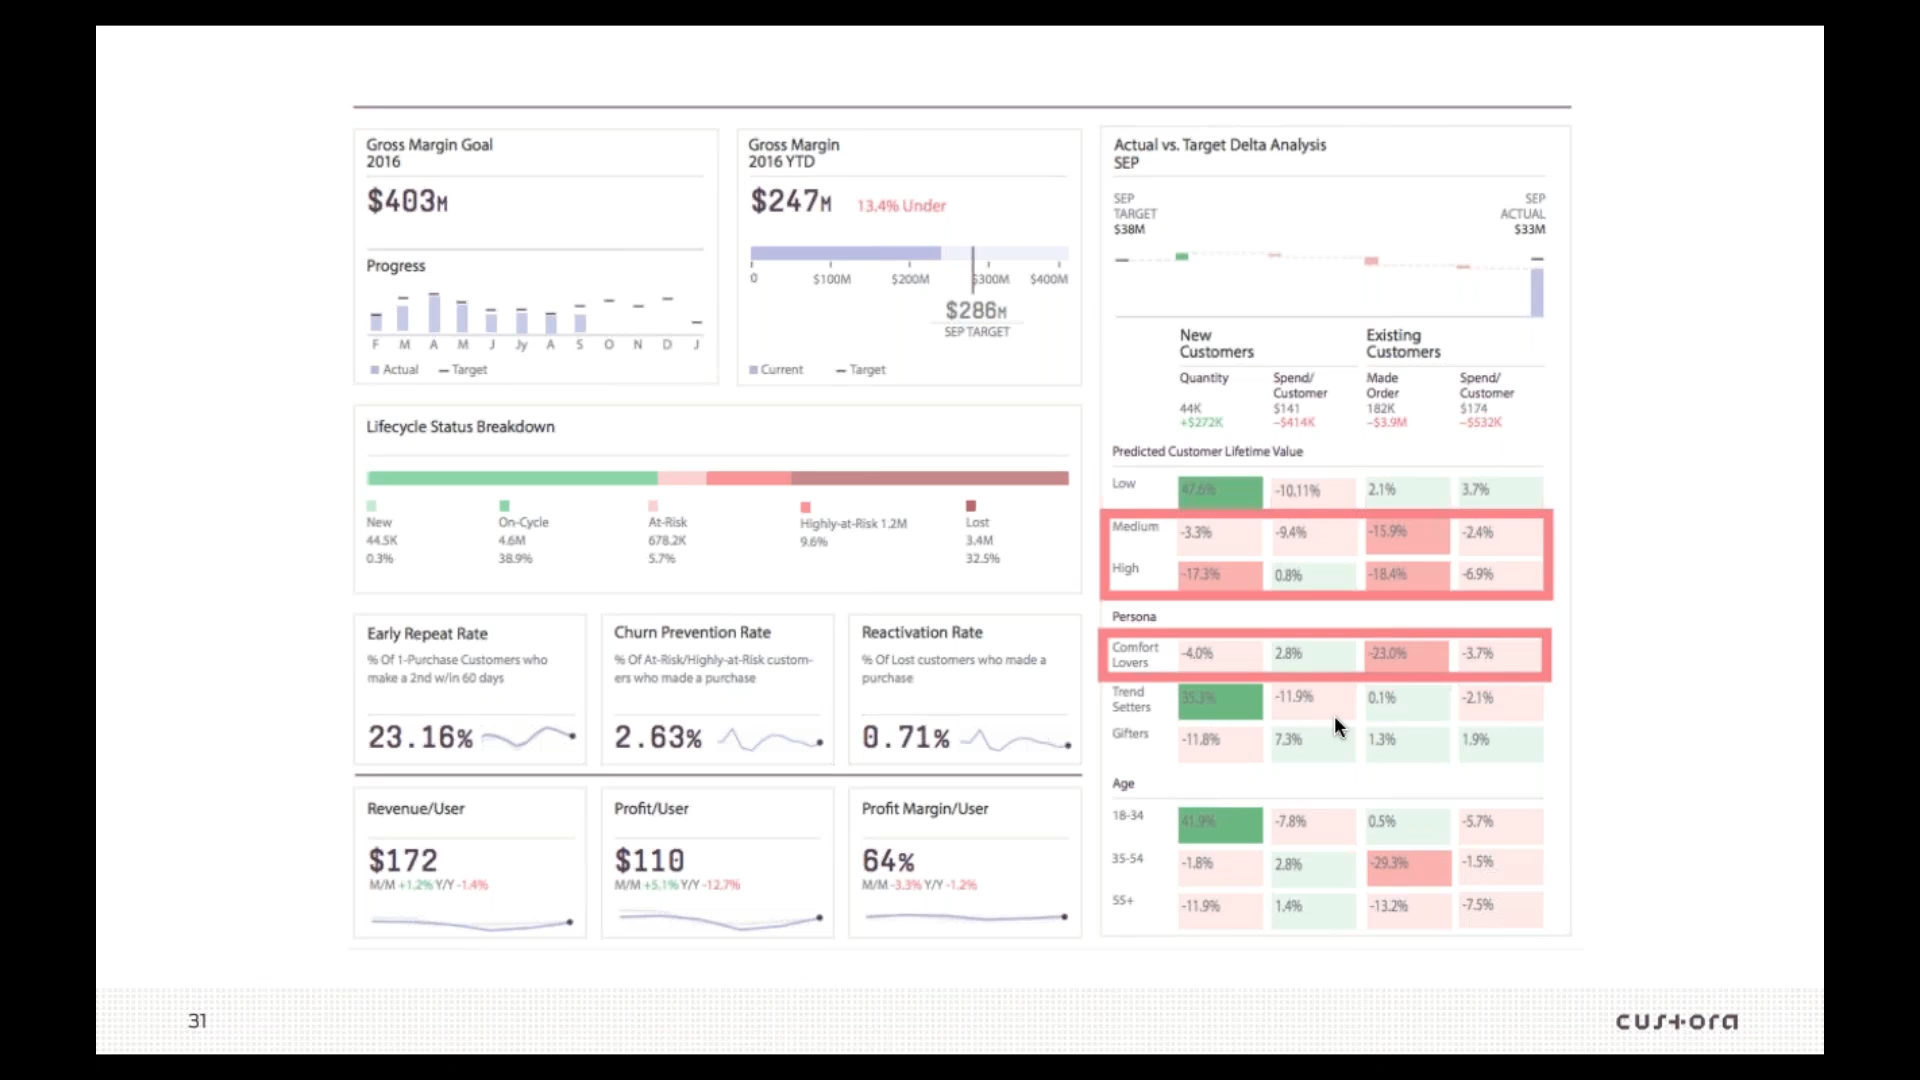 Gross Margin Goal
2016
$403M
Progress
F M A M J Jy A S O N D J
Actual Target
Gross Margin
2016 YTD
$247M 13.4% Under
0 $100M $200M $300M $400M
$286M
SEP TARGET
Current Target
Lifecycle Status Breakdown
New On-Cycle At-Risk Highly-at-Risk 1.2M Lost
44.5K 4.6M 678.2K 9.6% 3.4M
0.3% 38.9% 5.7% 32.5%
Early Repeat Rate
% Of 1-Purchase Customers who
make a 2nd w/in 60 days
23.16%
Churn Prevention Rate
% Of At-Risk/Highly-at-Risk custom-
ers who made a purchase
2.63%
Reactivation Rate
% Of Lost customers who made a
purchase
0.71%
Revenue/User
$172
M/M +1.2% Y/Y -1.4%
Profit/User
$110
M/M +5.1% Y/Y -12.7%
Profit Margin/User
64%
M/M -3.3% Y/Y -1.2%
Actual vs. Target Delta Analysis
SEP
SEP
TARGET
$38M
SEP
ACTUAL
$33M
New
Customers
Existing
Customers
Quantity
44K
+$272K
Spend/
Customer
$141
–$414K
Made
Order
182K
–$3.9M
Spend/
Customer
$174
–$532K
Predicted Customer Lifetime Value
Low 47.6% -10.11% 2.1% 3.7%
Medium -3.3% -9.4% -15.9% -2.4%
High -17.3% 0.8% -18.4% -6.9%
Persona
Comfort
Lovers -4.0% 2.8% -23.0% -3.7%
Trend
Setters 35.3% -11.9% 0.1% -2.1%
Gifters -11.8% 7.3% 1.3% 1.9%
Age
18-34 41.9% -7.8% 0.5% -5.7%
35-54 -1.8% 2.8% -29.3% -1.5%
55+ -11.9% 1.4% -13.2% -7.5%
31
custora